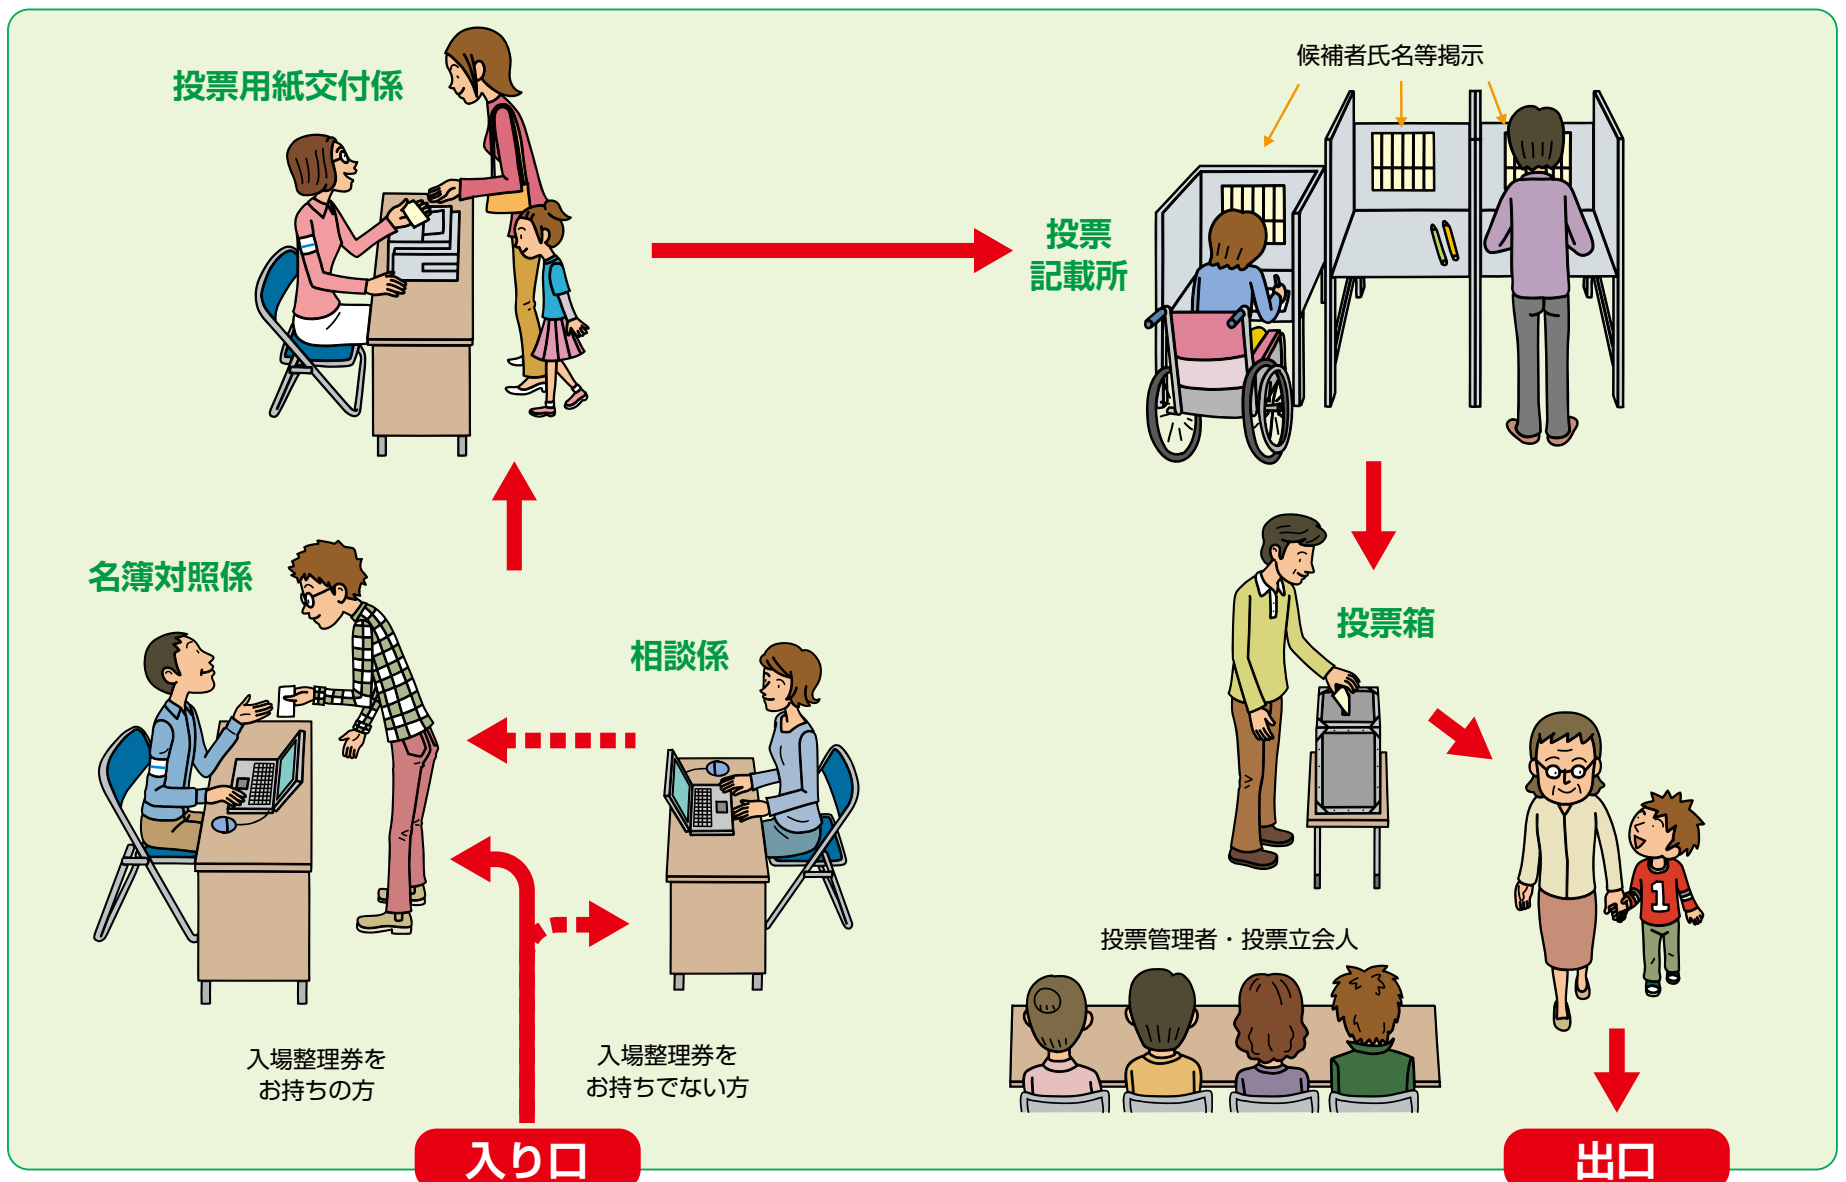 投票用紙交付係
候補者氏名等掲示
投票
記載所
名簿対照係
相談係
投票箱
投票管理者・投票立会人
入場整理券を
お持ちの方
入場整理券を
お持ちでない方
1
入り口
出口